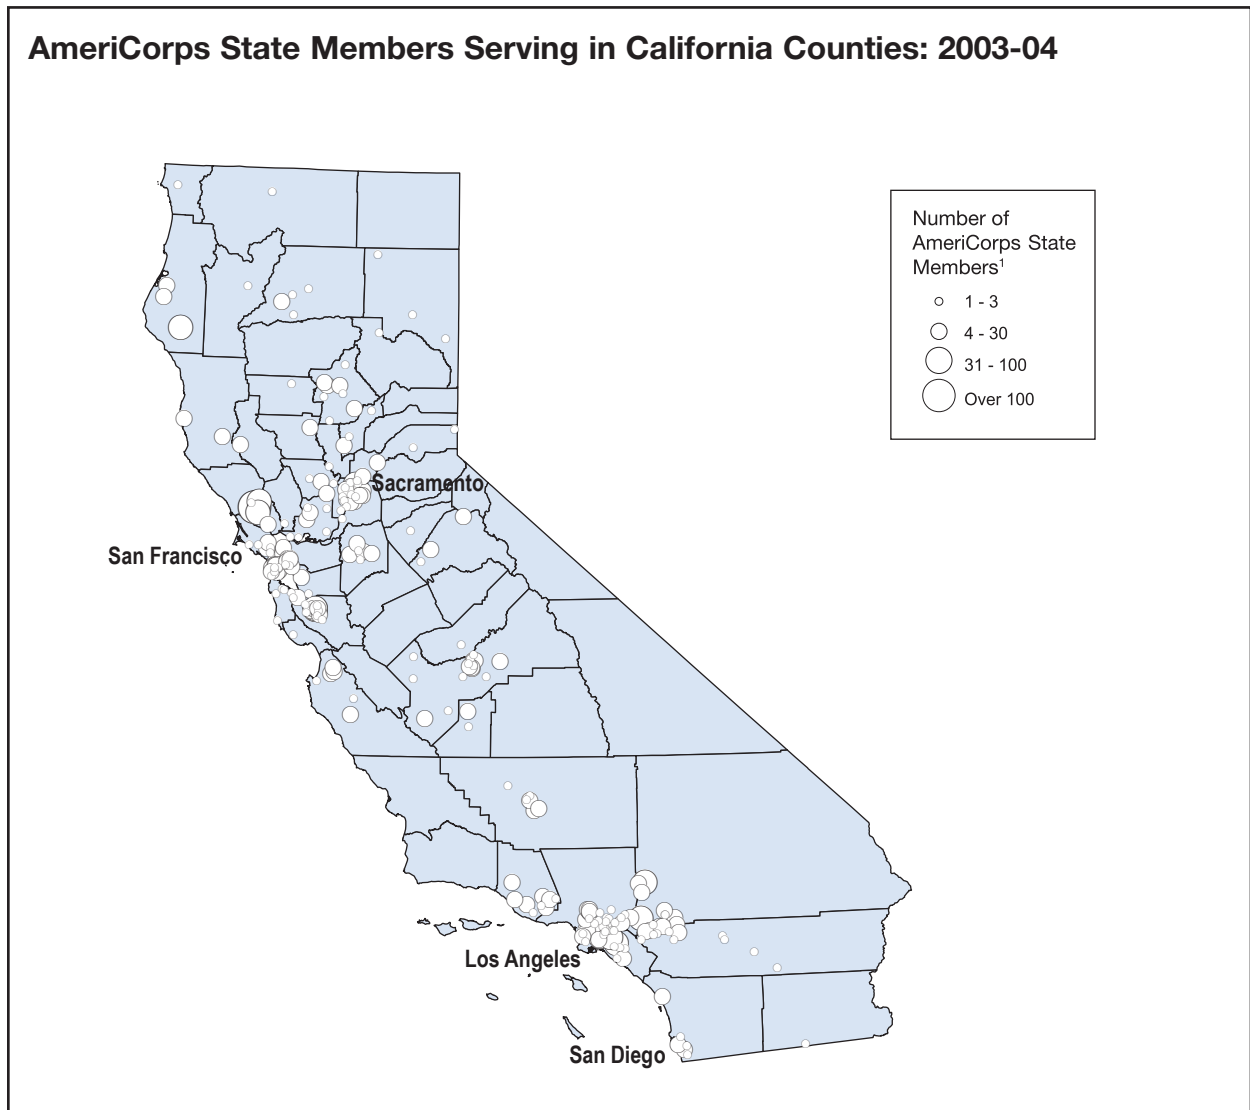 AmeriCorps State Members Serving in California Counties: 2003-04
Number of
AmeriCorps State
Members¹
1 - 3
4 - 30
31 - 100
Over 100
Sacramento
San Francisco
Los Angeles
San Diego